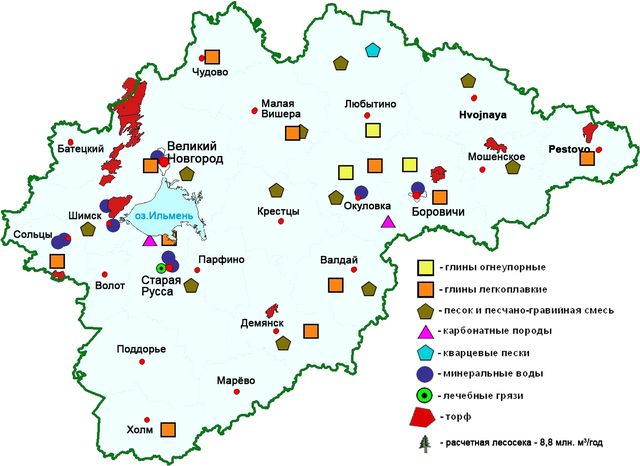 Чудово
Малая
Вишера
Любытино
Hvojnaya
Батецкий
Великий
Новгород
Мошенское
Pestovo
Шимск
оз.Ильмень
Крестцы
Окуловка
Боровичи
Сольцы
Волот
Старая
Русса
Парфино
Валдай
Демянск
Поддорье
Марёво
Холм
- глины огнеупорные
- глины легкоплавкие
- песок и песчано-гравийная смесь
- карбонатные породы
- кварцевые пески
- минеральные воды
- лечебные грязи
- торф
- расчетная лесосека - 8,8 млн. м³/год